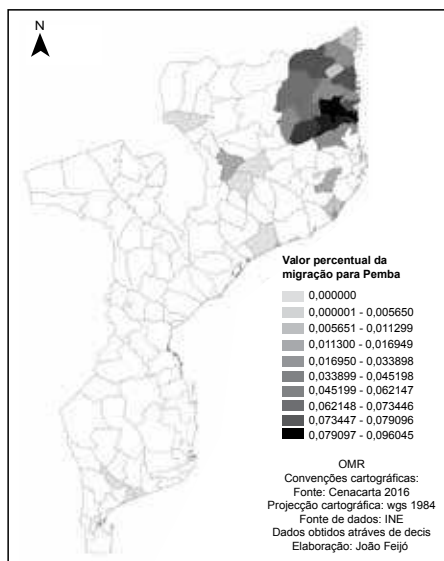 N
Valor percentual da
migração para Pemba
0,000000
0,000001 - 0,005650
0,005651 - 0,011299
0,011300 - 0,016949
0,016950 - 0,033898
0,033899 - 0,045198
0,045199 - 0,062147
0,062148 - 0,073446
0,073447 - 0,079096
0,079097 - 0,096045
OMR
Convenções cartográficas:
Fonte: Cenacarta 2016
Projecção cartográfica: wgs 1984
Fonte de dados: INE
Dados obtidos atráves de decis
Elaboração: João Feijó